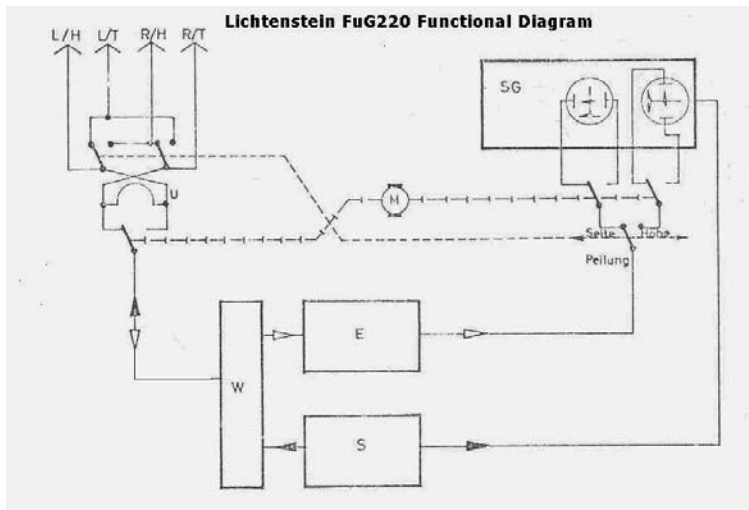 Lichtenstein FuG220 Functional Diagram
L/H L/T R/H R/T
SG
U
M
Seite Höhe
Peilung
E
W
S